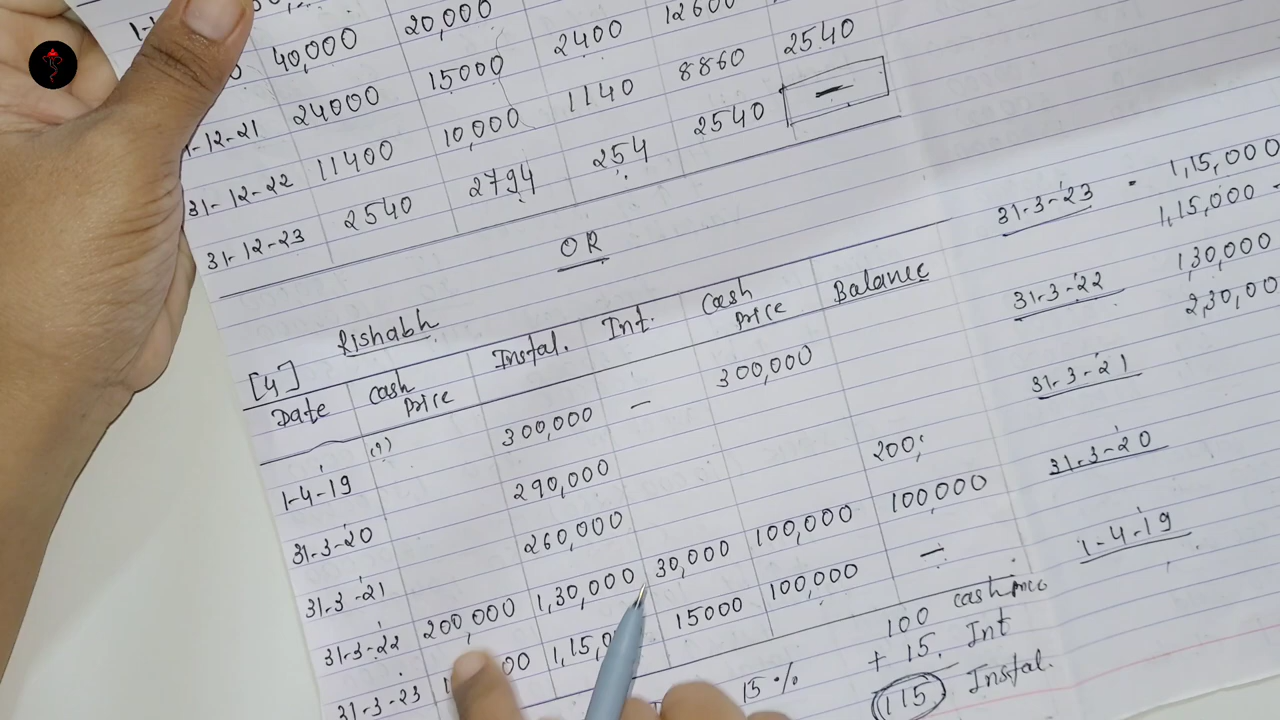 40,000 20,000 2400 12600
12-21 24000 15000 1140 8860 2540
31-12-22 11400 10,000 254 2540 —
31-12-23 2540 2794
OR
Rishabh
[4]
Date Cash Price Instal. Int. Cash Price Balance
1-4-19 (?) 300,000 — 300,000
31-3-20 290,000
31-3-21 260,000 200,
31-3-22 200,000 1,30,000 30,000 100,000 100,000
31-3-23 1,15,0 15000 100,000 —
15%
100 cash price
+ 15. Int
115 Instal.
31-3-23 - 1,15,000
1,15,000
31-3-22 1,30,000
2,30,00
31-3-21
31-3-20
1-4-19